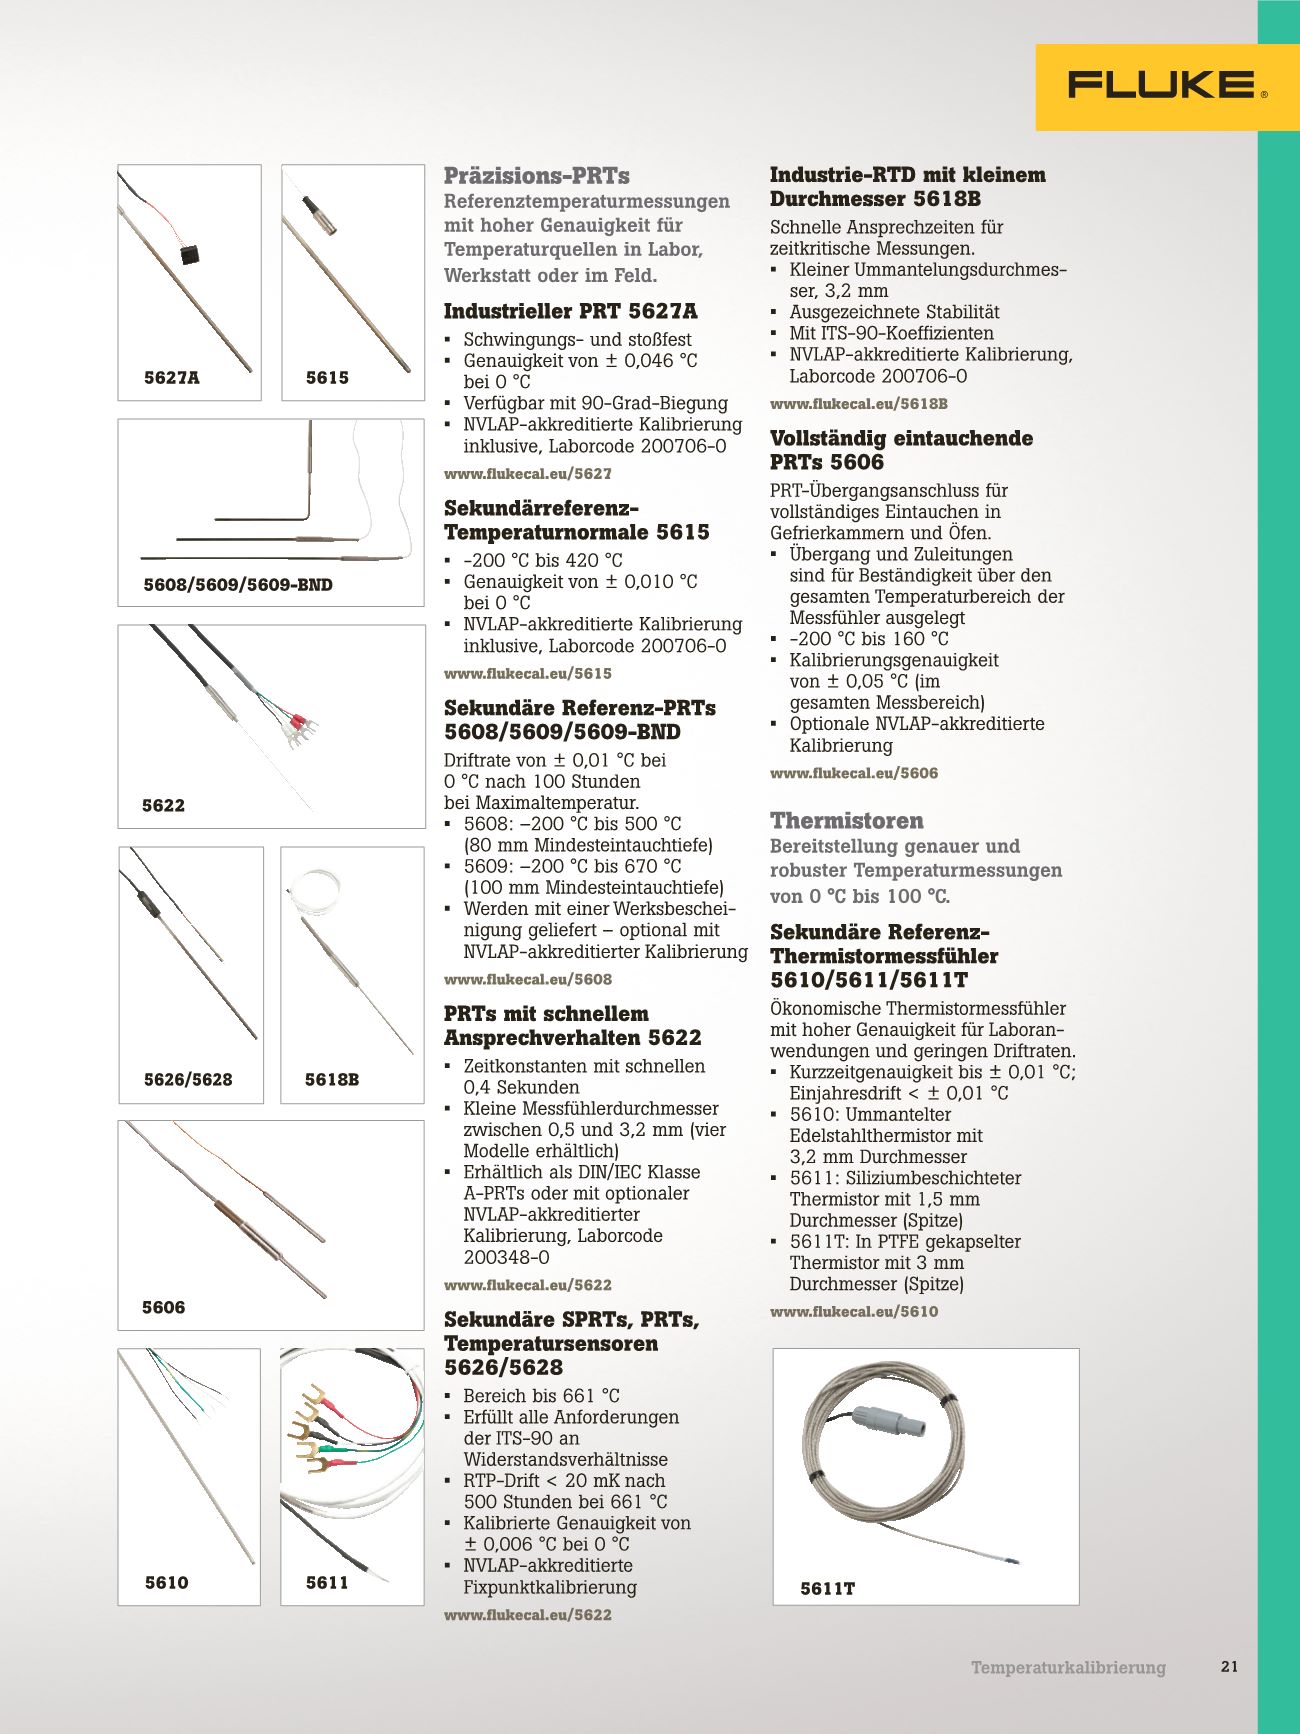 FLUKE®
5627A
5615
5608/5609/5609-BND
5622
5626/5628
5618B
5606
5610
5611
Präzisions-PRTs
Referenztemperaturmessungen
mit hoher Genauigkeit für
Temperaturquellen in Labor,
Werkstatt oder im Feld.
Industrieller PRT 5627A
▪ Schwingungs- und stoßfest
▪ Genauigkeit von ± 0,046 °C
bei 0 °C
▪ Verfügbar mit 90-Grad-Biegung
▪ NVLAP-akkreditierte Kalibrierung
inklusive, Laborcode 200706-0
www.flukecal.eu/5627
Sekundärreferenz-
Temperaturnormale 5615
▪ -200 °C bis 420 °C
▪ Genauigkeit von ± 0,010 °C
bei 0 °C
▪ NVLAP-akkreditierte Kalibrierung
inklusive, Laborcode 200706-0
www.flukecal.eu/5615
Sekundäre Referenz-PRTs
5608/5609/5609-BND
Driftrate von ± 0,01 °C bei
0 °C nach 100 Stunden
bei Maximaltemperatur.
▪ 5608: –200 °C bis 500 °C
(80 mm Mindesteintauchtiefe)
▪ 5609: –200 °C bis 670 °C
(100 mm Mindesteintauchtiefe)
▪ Werden mit einer Werksbeschei-
nigung geliefert – optional mit
NVLAP-akkreditierter Kalibrierung
www.flukecal.eu/5608
PRTs mit schnellem
Ansprechverhalten 5622
▪ Zeitkonstanten mit schnellen
0,4 Sekunden
▪ Kleine Messfühlerdurchmesser
zwischen 0,5 und 3,2 mm (vier
Modelle erhältlich)
▪ Erhältlich als DIN/IEC Klasse
A-PRTs oder mit optionaler
NVLAP-akkreditierter
Kalibrierung, Laborcode
200348-0
www.flukecal.eu/5622
Sekundäre SPRTs, PRTs,
Temperatursensoren
5626/5628
▪ Bereich bis 661 °C
▪ Erfüllt alle Anforderungen
der ITS-90 an
Widerstandsverhältnisse
▪ RTP-Drift < 20 mK nach
500 Stunden bei 661 °C
▪ Kalibrierte Genauigkeit von
± 0,006 °C bei 0 °C
▪ NVLAP-akkreditierte
Fixpunktkalibrierung
www.flukecal.eu/5622
Industrie-RTD mit kleinem
Durchmesser 5618B
Schnelle Ansprechzeiten für
zeitkritische Messungen.
▪ Kleiner Ummantelungsdurchmes-
ser, 3,2 mm
▪ Ausgezeichnete Stabilität
▪ Mit ITS-90-Koeffizienten
▪ NVLAP-akkreditierte Kalibrierung,
Laborcode 200706-0
www.flukecal.eu/5618B
Vollständig eintauchende
PRTs 5606
PRT-Übergangsanschluss für
vollständiges Eintauchen in
Gefrierkammern und Öfen.
▪ Übergang und Zuleitungen
sind für Beständigkeit über den
gesamten Temperaturbereich der
Messfühler ausgelegt
▪ -200 °C bis 160 °C
▪ Kalibrierungsgenauigkeit
von ± 0,05 °C (im
gesamten Messbereich)
▪ Optionale NVLAP-akkreditierte
Kalibrierung
www.flukecal.eu/5606
Thermistoren
Bereitstellung genauer und
robuster Temperaturmessungen
von 0 °C bis 100 °C.
Sekundäre Referenz-
Thermistormessfühler
5610/5611/5611T
Ökonomische Thermistormessfühler
mit hoher Genauigkeit für Laboran-
wendungen und geringen Driftraten.
▪ Kurzzeitgenauigkeit bis ± 0,01 °C;
Einjahresdrift < ± 0,01 °C
▪ 5610: Ummantelter
Edelstahlthermistor mit
3,2 mm Durchmesser
▪ 5611: Siliziumbeschichteter
Thermistor mit 1,5 mm
Durchmesser (Spitze)
▪ 5611T: In PTFE gekapselter
Thermistor mit 3 mm
Durchmesser (Spitze)
www.flukecal.eu/5610
5611T
Temperaturkalibrierung 21